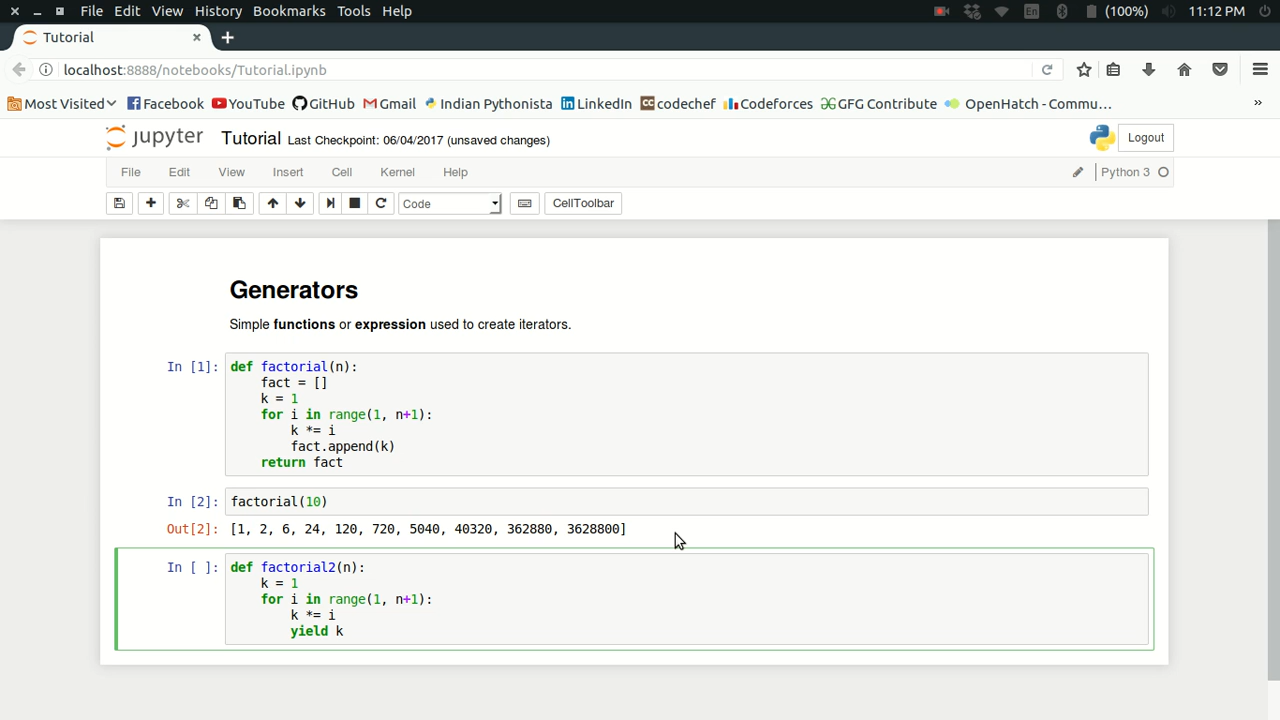 File Edit View History Bookmarks Tools Help En (100%) 11:12 PM
Tutorial
localhost:8888/notebooks/Tutorial.ipynb
Most Visited Facebook YouTube GitHub Gmail Indian Pythonista LinkedIn CC codechef Codeforces GFG Contribute OpenHatch - Commu… »
jupyter Tutorial Last Checkpoint: 06/04/2017 (unsaved changes) Logout
File Edit View Insert Cell Kernel Help Python 3
Code CellToolbar
Generators
Simple functions or expression used to create iterators.
In [1]: def factorial(n):
fact = []
k = 1
for i in range(1, n+1):
k *= i
fact.append(k)
return fact
In [2]: factorial(10)
Out[2]: [1, 2, 6, 24, 120, 720, 5040, 40320, 362880, 3628800]
In [ ]: def factorial2(n):
k = 1
for i in range(1, n+1):
k *= i
yield k